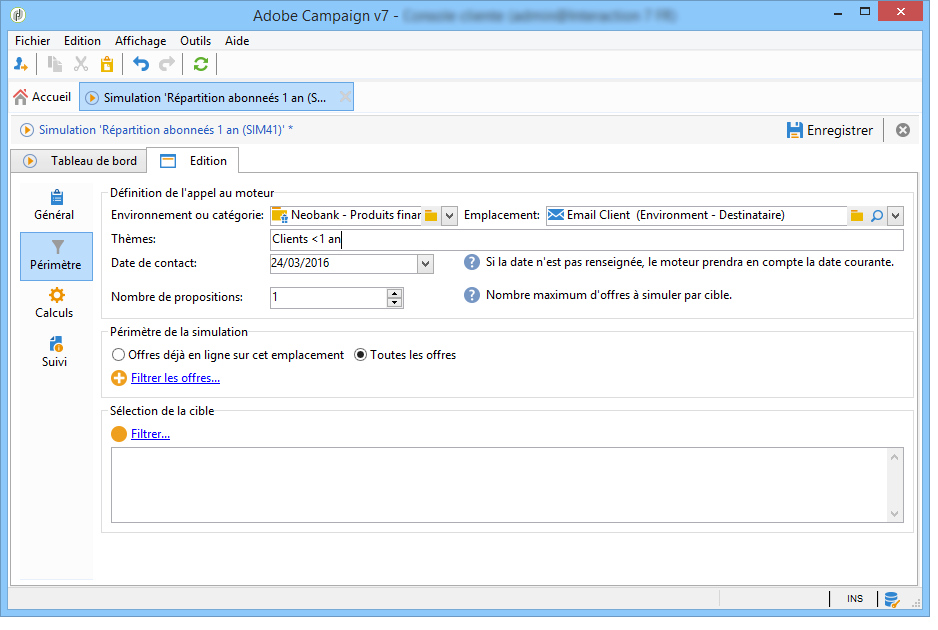 Adobe Campaign v7 -
Fichier Edition Affichage Outils Aide
Accueil Simulation 'Répartition abonneés 1 an (S...
Simulation 'Répartition abonneés 1 an (SIM41)' * Enregistrer
Tableau de bord Edition
Général
Périmètre
Calculs
Suivi
Définition de l'appel au moteur
Environnement ou catégorie: Neobank - Produits finar Emplacement: Email Client (Environment - Destinataire)
Thèmes: Clients <1 an
Date de contact: 24/03/2016 ? Si la date n'est pas renseignée, le moteur prendra en compte la date courante.
Nombre de propositions: 1 ? Nombre maximum d'offres à simuler par cible.
Périmètre de la simulation
Offres déjà en ligne sur cet emplacement Toutes les offres
Filtrer les offres...
Sélection de la cible
Filtrer...
INS